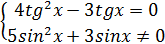 4tg²x − 3tgx = 0
5sin²x + 3sinx ≠ 0